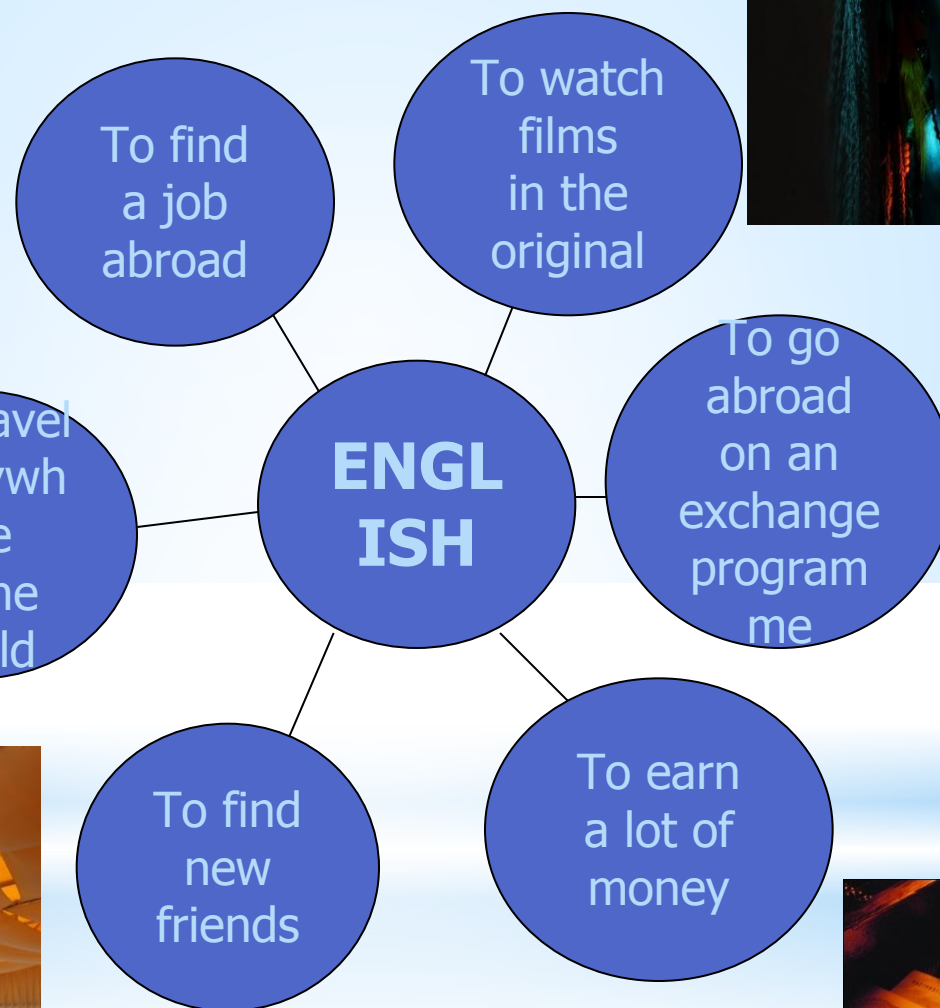 To find
a job
abroad
To watch
films
in the
original
To go
abroad
on an
exchange
program
me
ENGL
ISH
To find
new
friends
To earn
a lot of
money